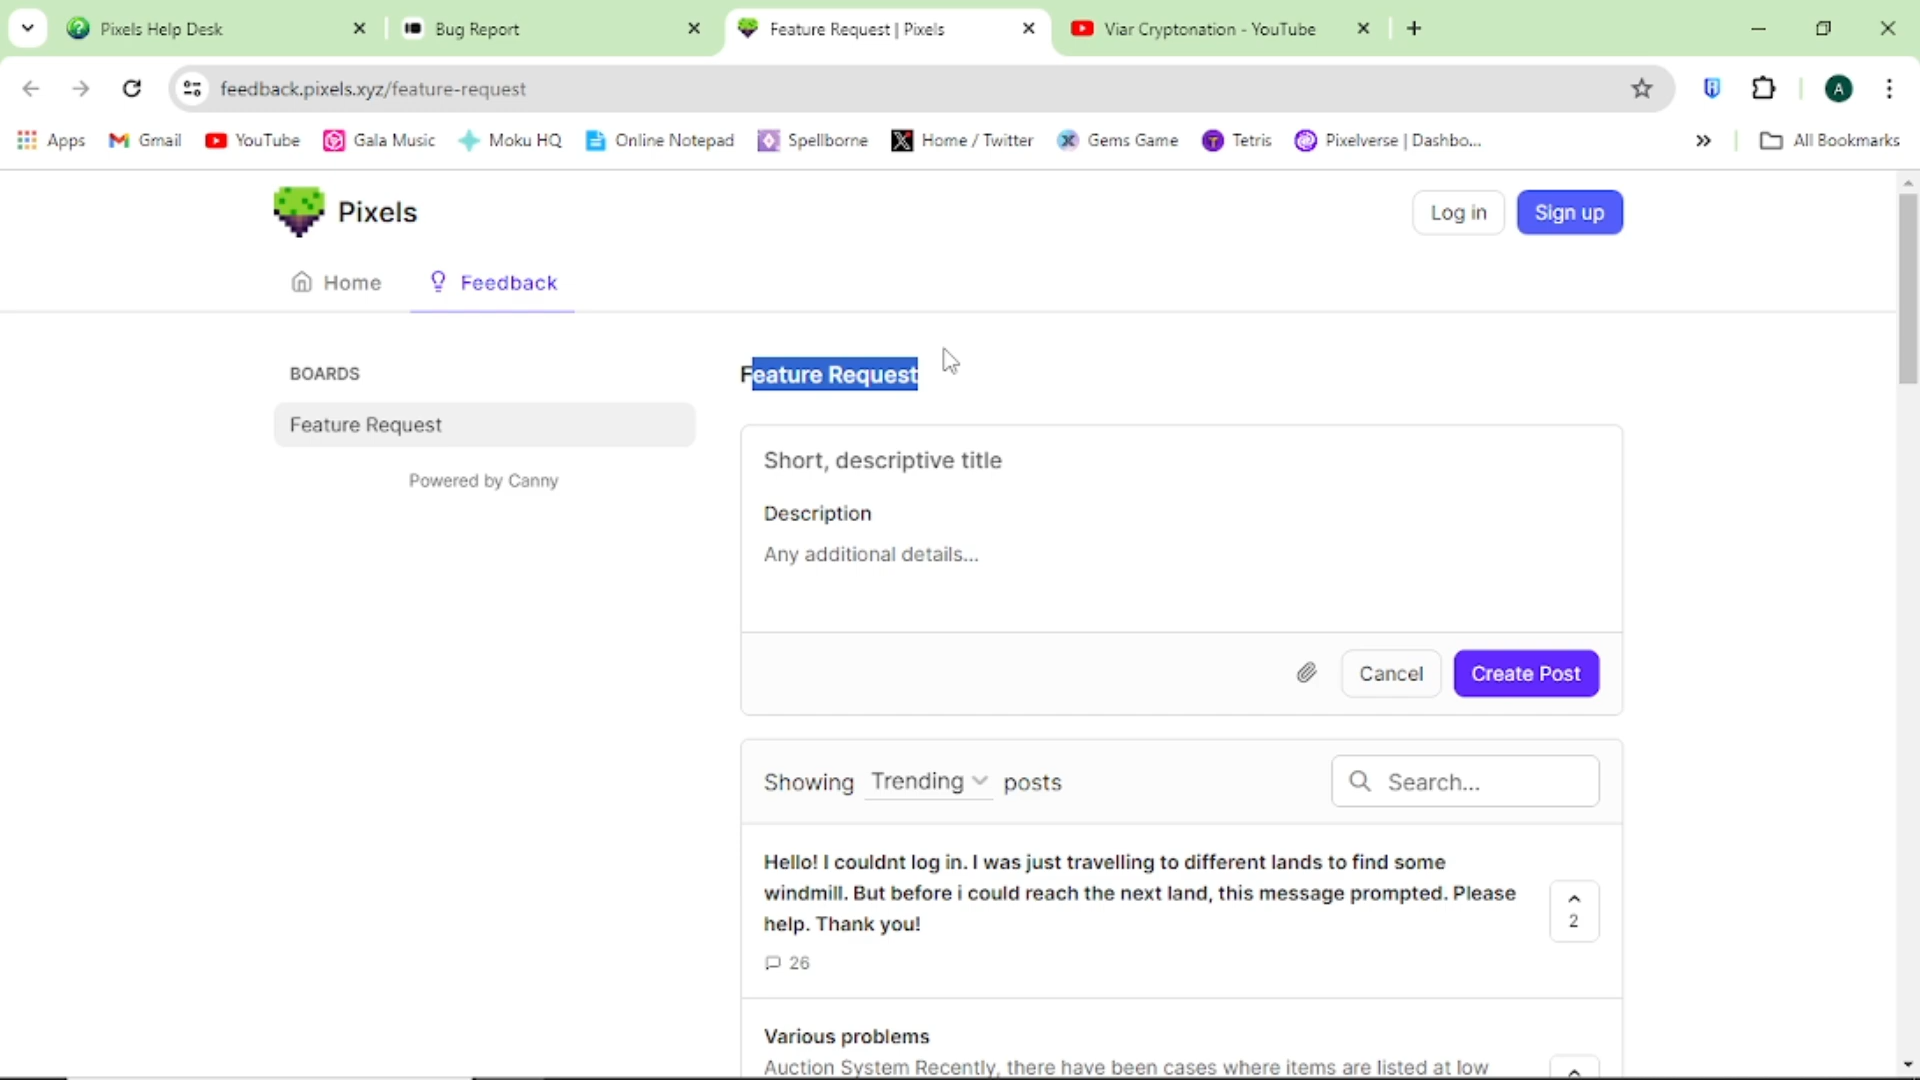 Pixels Help Desk
Bug Report
Feature Request | Pixels
Viar Cryptonation - YouTube
feedback.pixels.xyz/feature-request
A
Apps
Gmail
YouTube
Gala Music
Moku HQ
Online Notepad
Spellborne
Home / Twitter
Gems Game
Tetris
Pixelverse | Dashbo...
All Bookmarks
Pixels
Log in
Sign up
Home
Feedback
BOARDS
Feature Request
Powered by Canny
Feature Request
Short, descriptive title
Description
Any additional details...
Cancel
Create Post
Showing Trending posts
Search...
Hello! I couldnt log in. I was just travelling to different lands to find some
windmill. But before i could reach the next land, this message prompted. Please
help. Thank you!
2
26
Various problems
Auction System Recently, there have been cases where items are listed at low